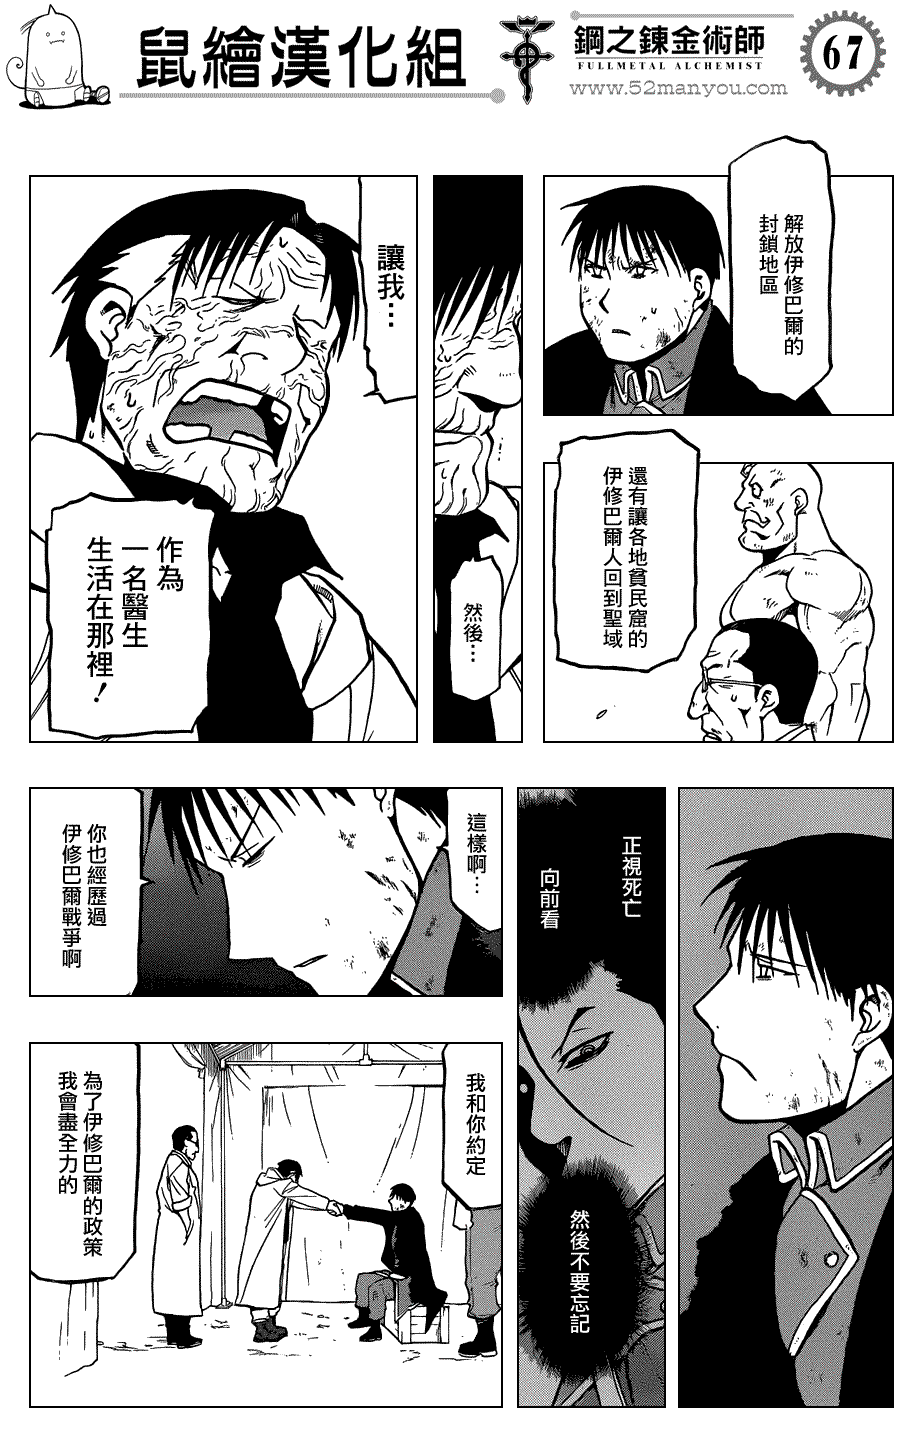 鼠繪漢化組
鋼之鍊金術師
FULLMETAL ALCHEMIST
www.52manyou.com
67
解放伊修巴爾的
封鎖地區
還有讓各地貧民窟的
伊修巴爾人回到聖域
然後…
讓我…
作為
一名醫生
生活在那裡！
正視死亡
向前看
然後不要忘記
這樣啊…
你也經歷過
伊修巴爾戰爭啊
我和你約定
為了伊修巴爾的政策
我會盡全力的